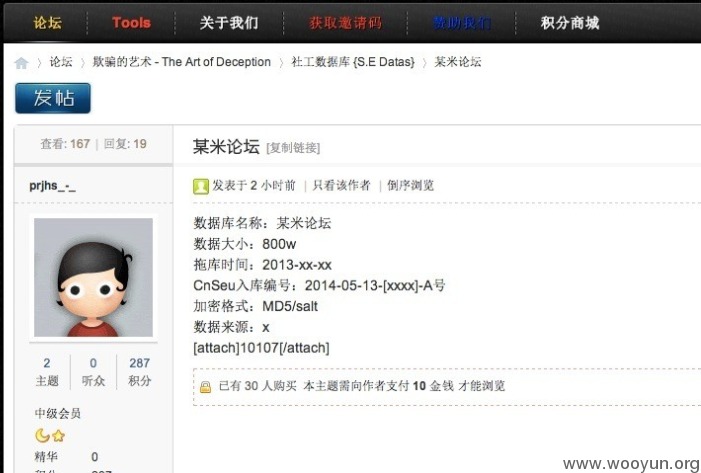 论坛 Tools 关于我们 获取邀请码 赞助我们 积分商城
论坛 欺骗的艺术 - The Art of Deception 社工数据库 {S.E Datas} 某米论坛
发帖
查看: 167 | 回复: 19
某米论坛 [复制链接]
prjhs_-_
发表于 2 小时前 | 只看该作者 | 倒序浏览
数据库名称：某米论坛
数据大小：800w
拖库时间：2013-xx-xx
CnSeu入库编号：2014-05-13-[xxxx]-A号
加密格式：MD5/salt
数据来源：x
[attach]10107[/attach]
2 0 287
主题 听众 积分
已有 30 人购买 本主题需向作者支付 10 金钱 才能浏览
中级会员
精华 0
www.wooyun.org